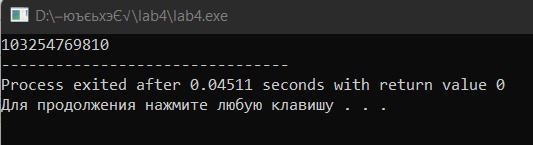 D:\–юъєьхэЄ√\lab4\lab4.exe
103254769810
--------------------------------
Process exited after 0.04511 seconds with return value 0
Для продолжения нажмите любую клавишу . . .